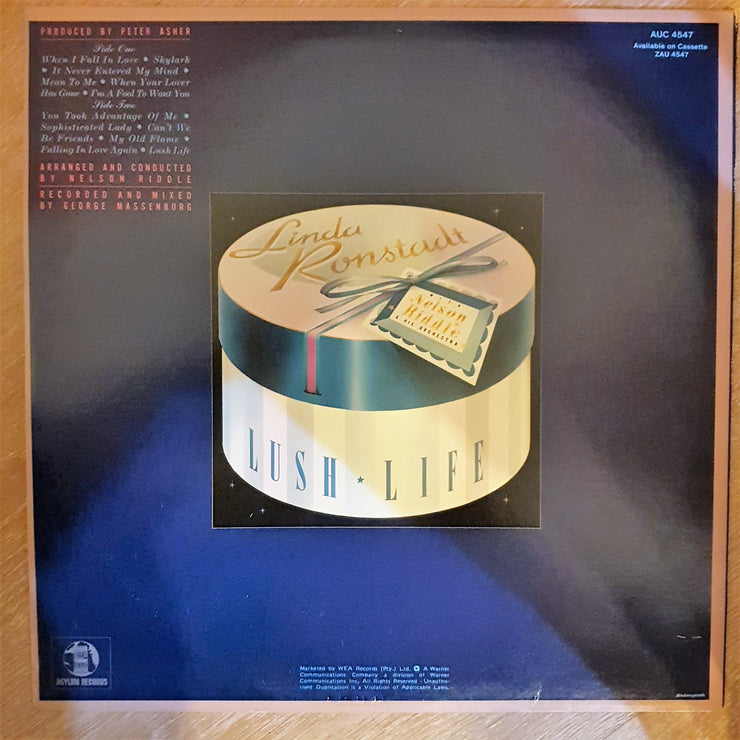 PRODUCED BY PETER ASHER
Side One
When I Fall In Love • Skylark
• It Never Entered My Mind •
Mean To Me • When Your Lover
Has Gone • I'm A Fool To Want You
Side Two
You Took Advantage Of Me •
Sophisticated Lady • Can't We
Be Friends • My Old Flame •
Falling In Love Again • Lush Life
ARRANGED AND CONDUCTED
BY NELSON RIDDLE
RECORDED AND MIXED
BY GEORGE MASSENBURG
AUC 4547
Available on Cassette
ZAU 4547
Linda
Ronstadt
WITH
Nelson
Riddle
& HIS ORCHESTRA
LUSH ★ LIFE
ASYLUM RECORDS
Marketed by WEA Records (Pty.) Ltd. A Warner
Communications Company a division of Warner
Communications Inc. All Rights Reserved - Unautho-
rised Duplication is a Violation of Applicable Laws.